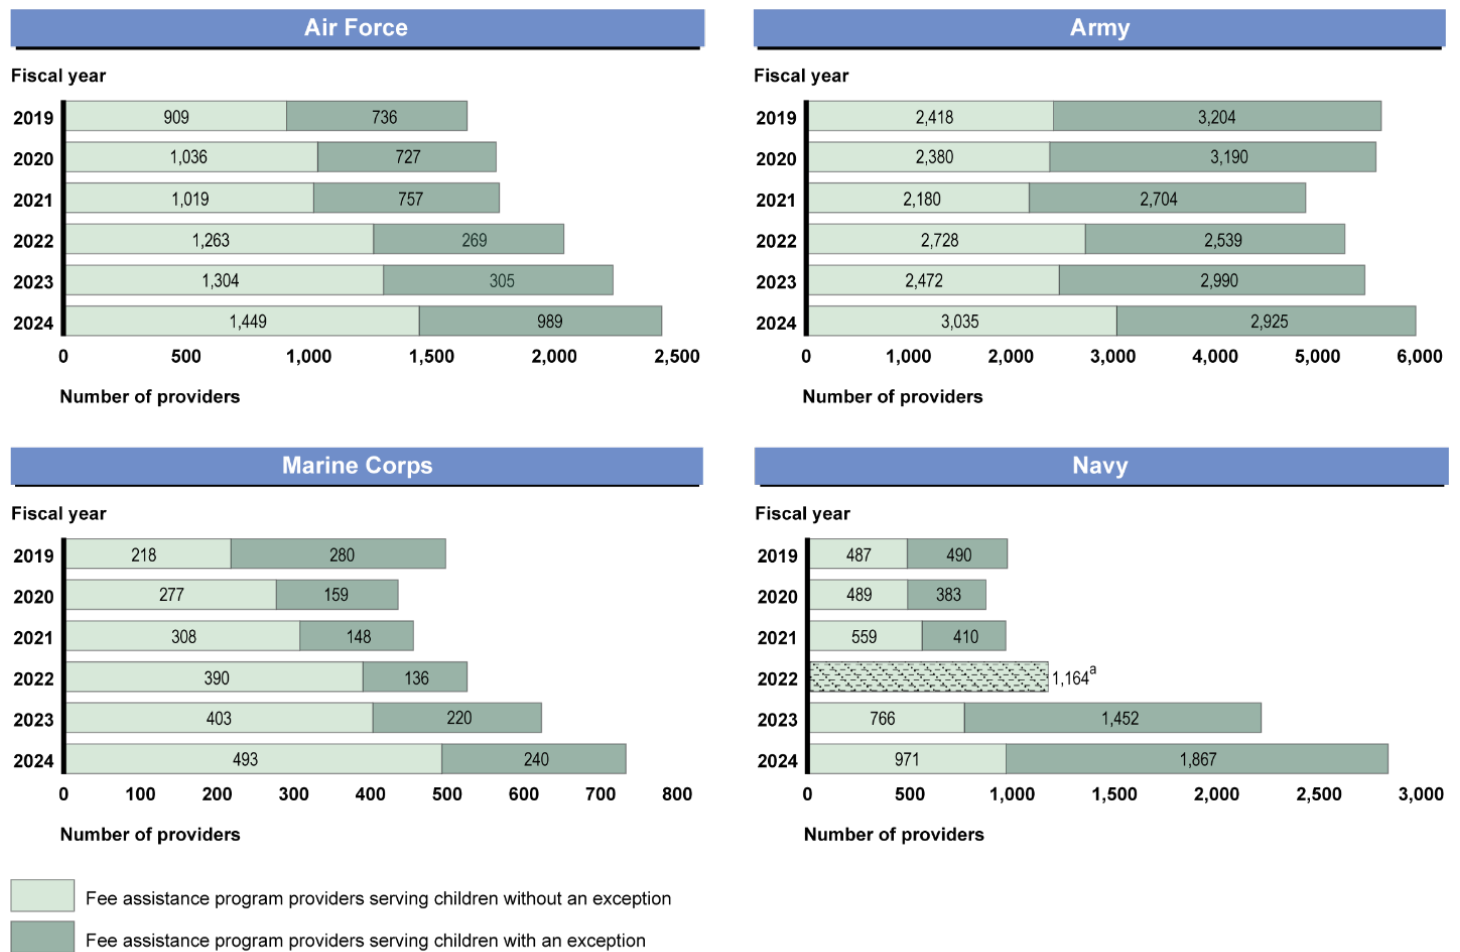 Air Force
Fiscal year
2019 909 736
2020 1,036 727
2021 1,019 757
2022 1,263 269
2023 1,304 305
2024 1,449 989
0 500 1,000 1,500 2,000 2,500
Number of providers
Army
Fiscal year
2019 2,418 3,204
2020 2,380 3,190
2021 2,180 2,704
2022 2,728 2,539
2023 2,472 2,990
2024 3,035 2,925
0 1,000 2,000 3,000 4,000 5,000 6,000
Number of providers
Marine Corps
Fiscal year
2019 218 280
2020 277 159
2021 308 148
2022 390 136
2023 403 220
2024 493 240
0 100 200 300 400 500 600 700 800
Number of providers
Navy
Fiscal year
2019 487 490
2020 489 383
2021 559 410
2022 1,164a
2023 766 1,452
2024 971 1,867
0 500 1,000 1,500 2,000 2,500 3,000
Number of providers
Fee assistance program providers serving children without an exception
Fee assistance program providers serving children with an exception